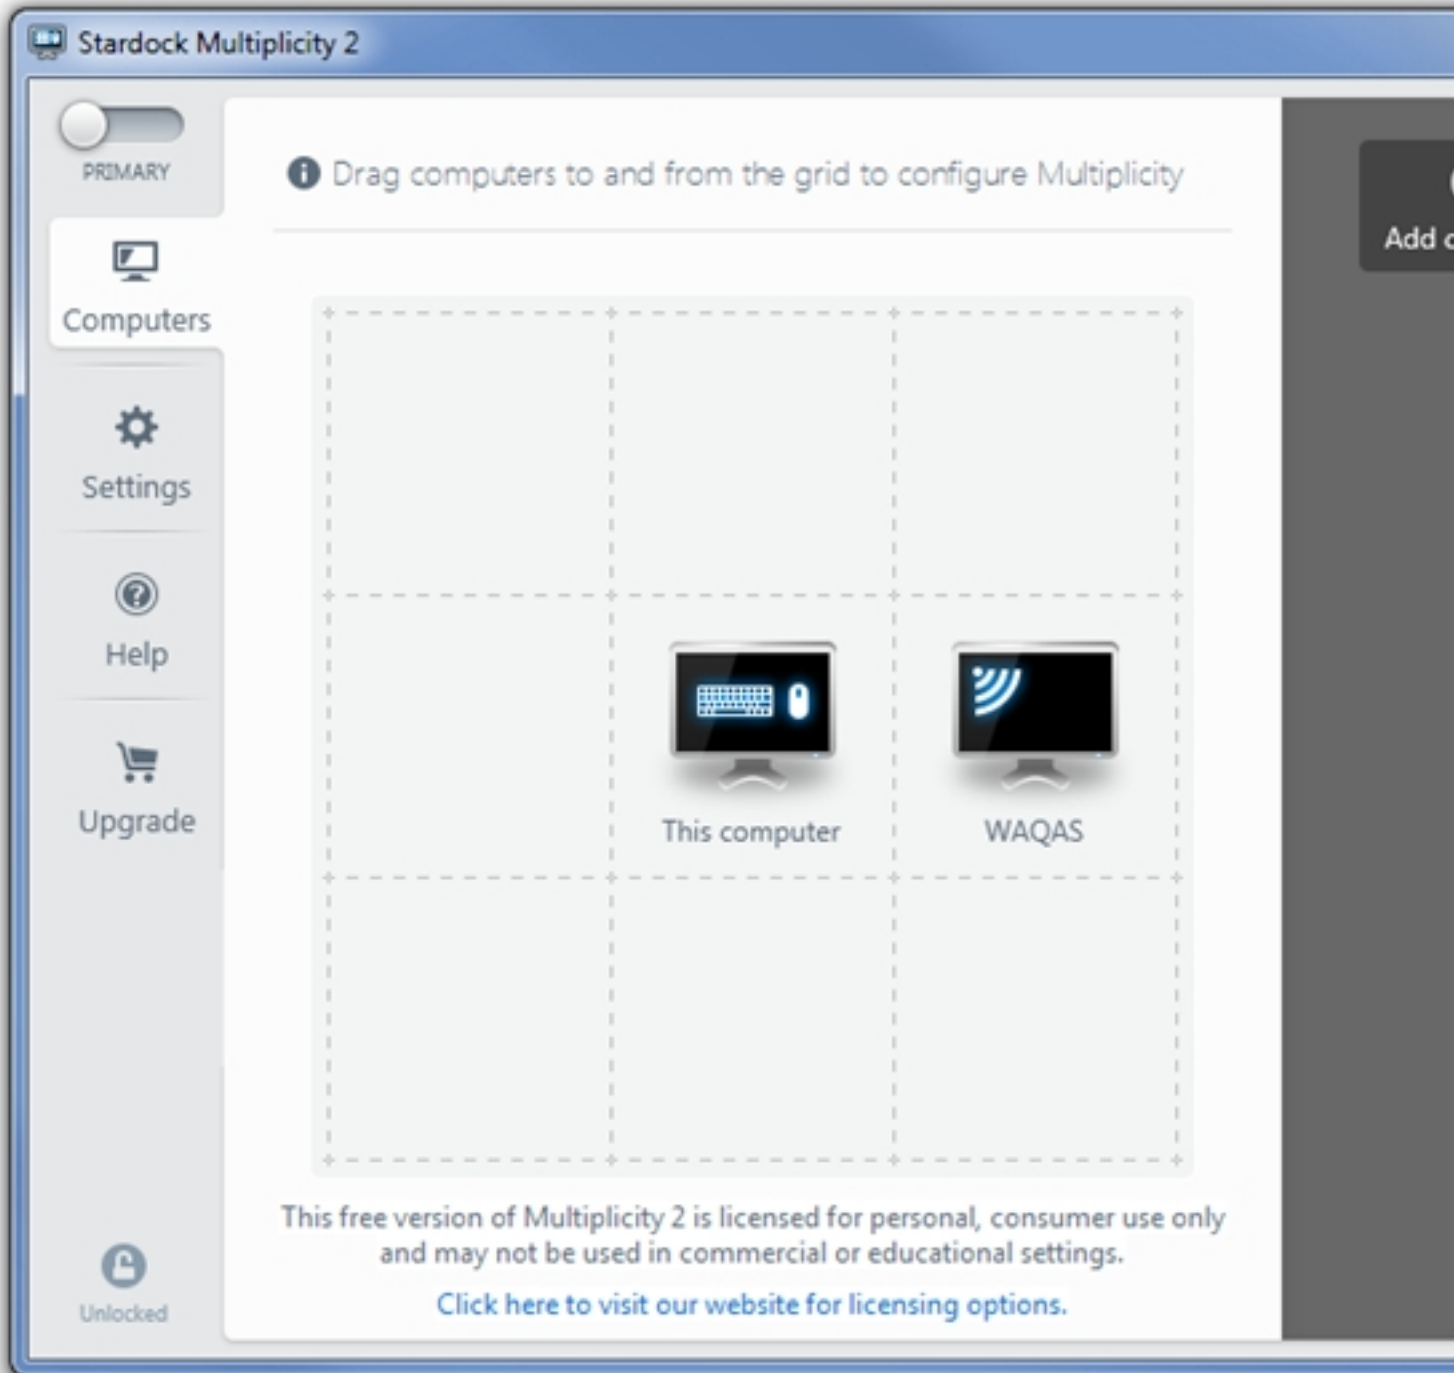 Stardock Multiplicity 2
PRIMARY
Drag computers to and from the grid to configure Multiplicity
Add
Computers
Settings
Help
Upgrade
This computer
WAQAS
This free version of Multiplicity 2 is licensed for personal, consumer use only
and may not be used in commercial or educational settings.
Click here to visit our website for licensing options.
Unlocked